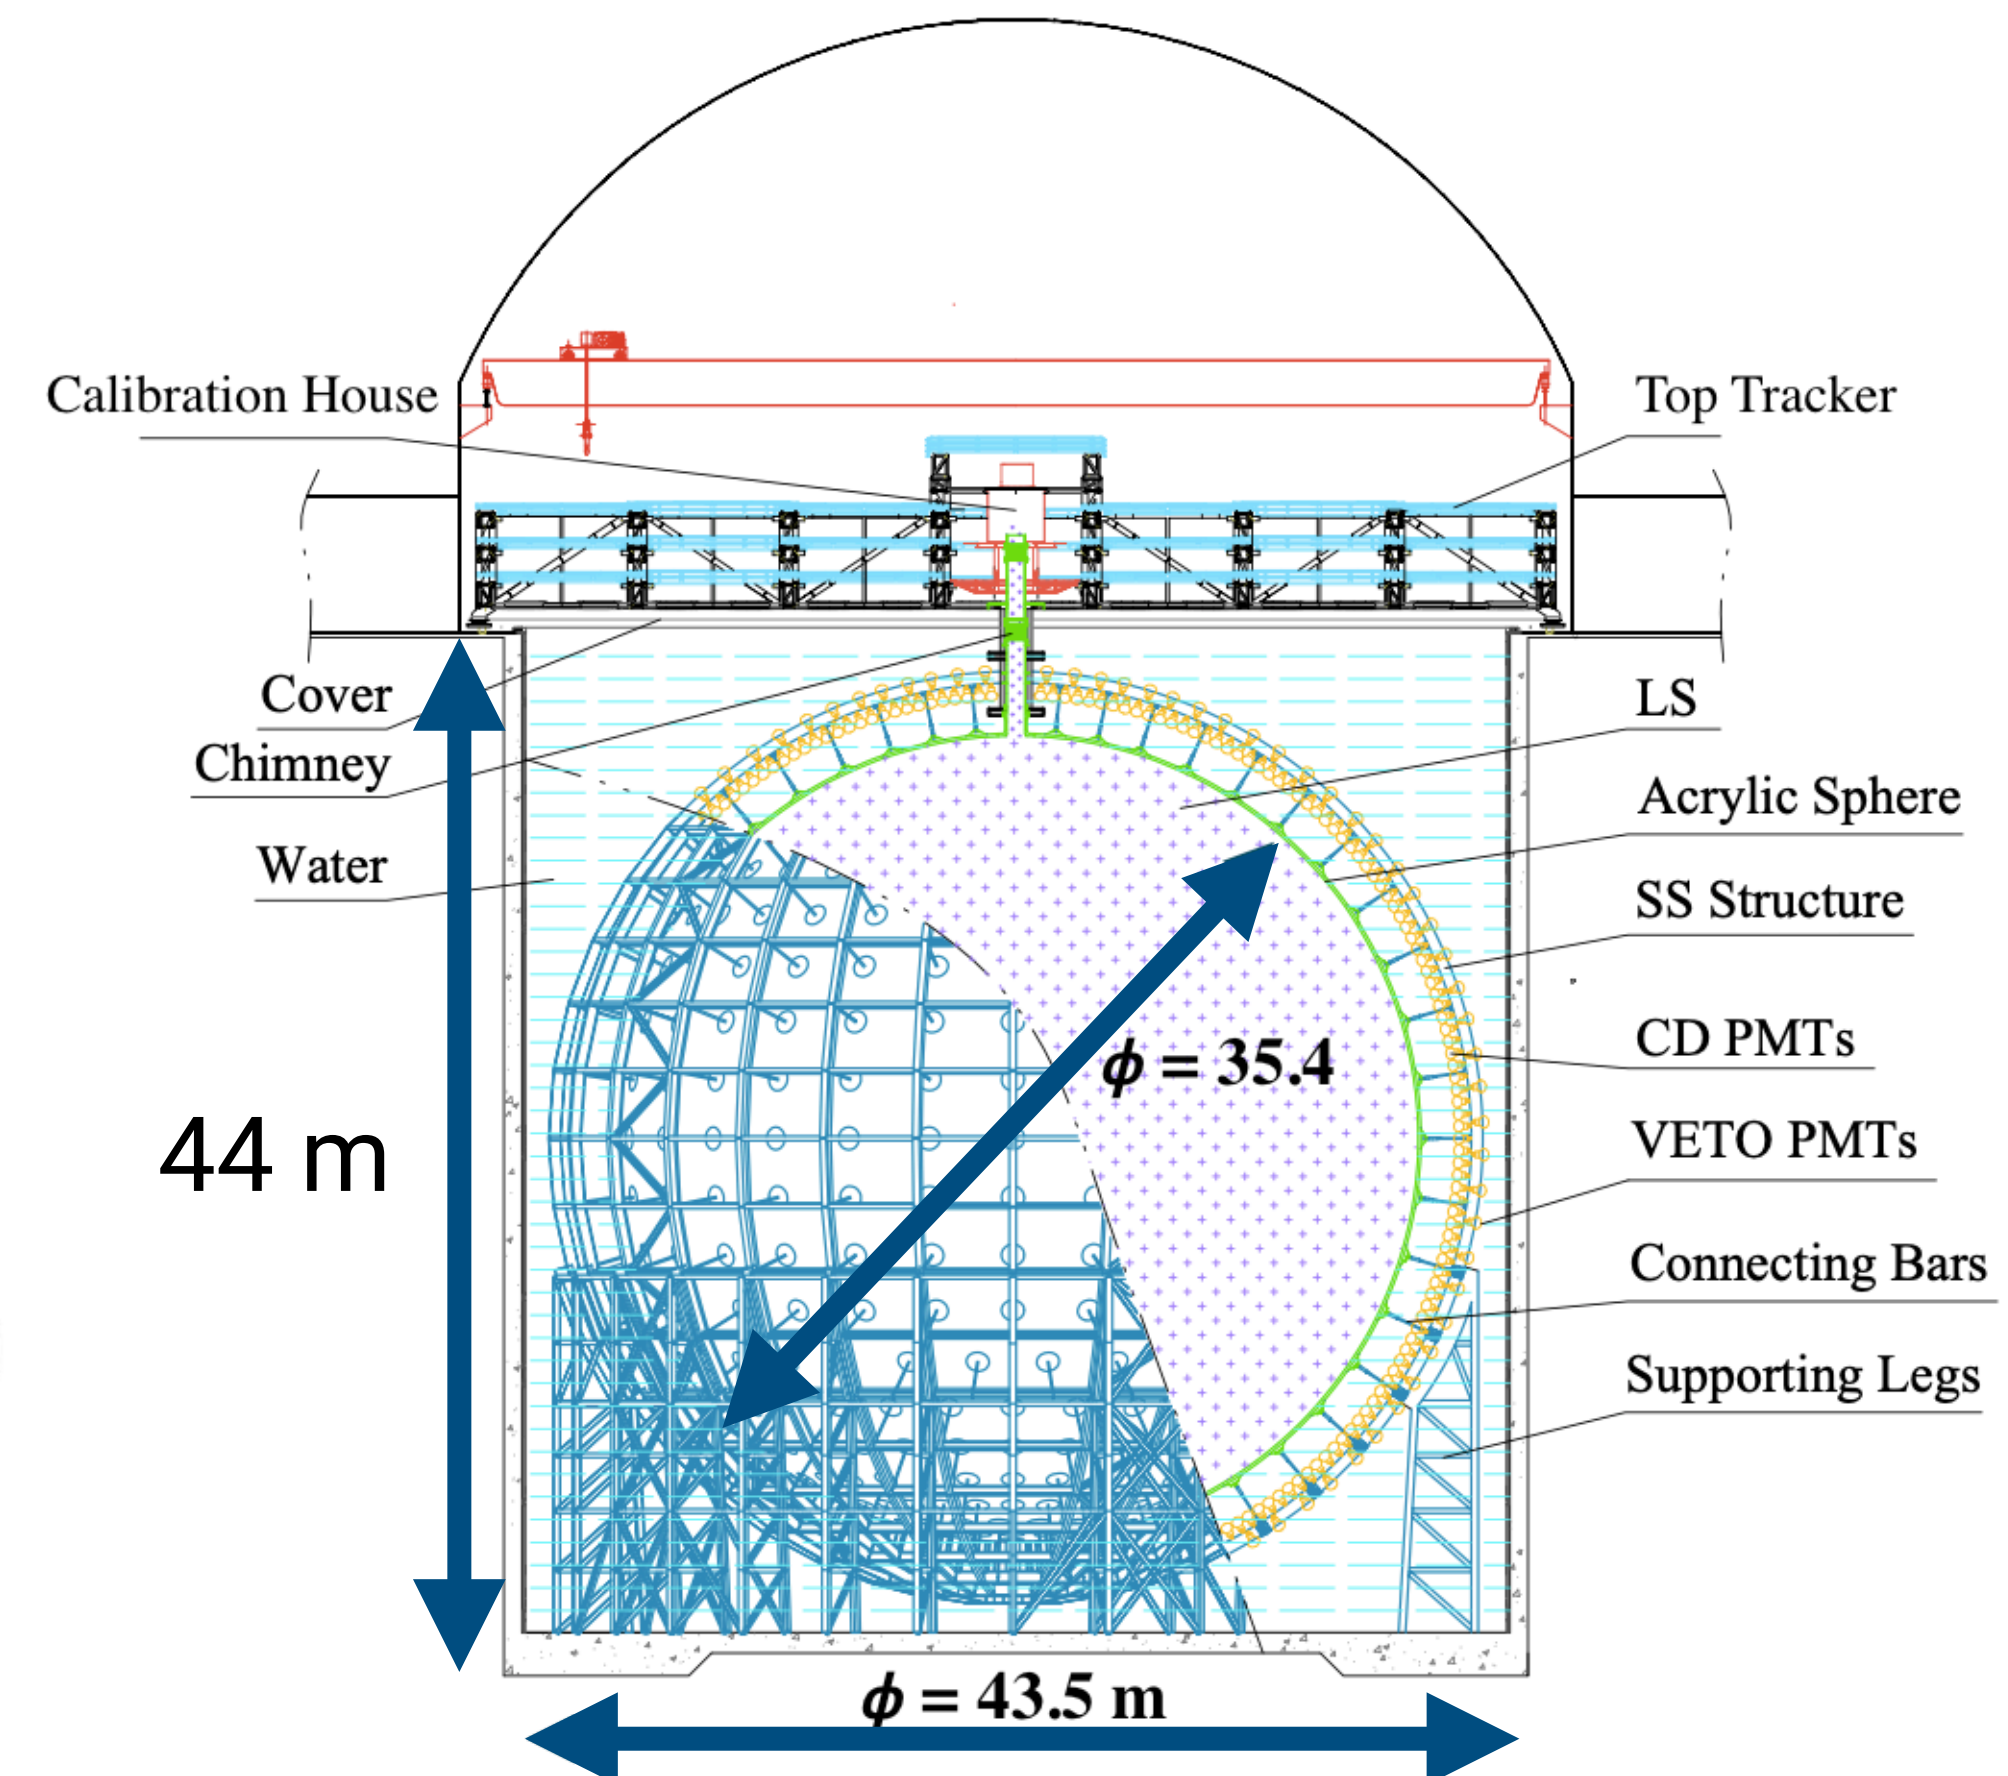 Calibration House
Top Tracker
Cover
LS
Chimney
Acrylic Sphere
Water
SS Structure
CD PMTs
ϕ = 35.4
44 m
VETO PMTs
Connecting Bars
Supporting Legs
ϕ = 43.5 m